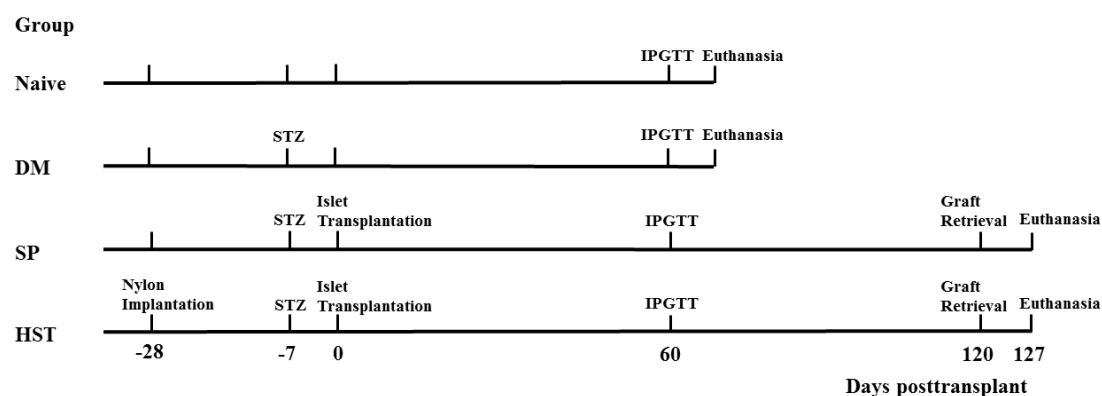 Group
IPGTT Euthanasia
Naive
STZ IPGTT Euthanasia
DM
Islet Graft
STZ Transplantation IPGTT Retrieval Euthanasia
SP
Nylon Islet Graft
Implantation STZ Transplantation IPGTT Retrieval Euthanasia
HST
-28 -7 0 60 120 127
Days posttransplant